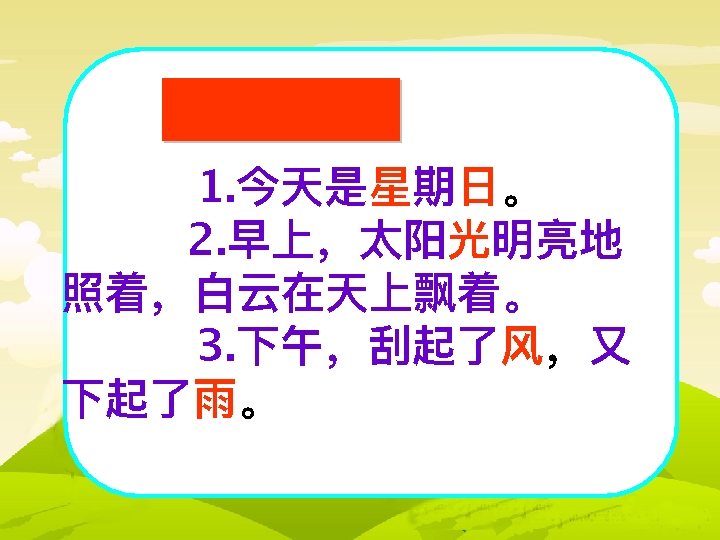 1.今天是星期日。
2.早上，太阳光明亮地
照着，白云在天上飘着。
3.下午，刮起了风，又
下起了雨。